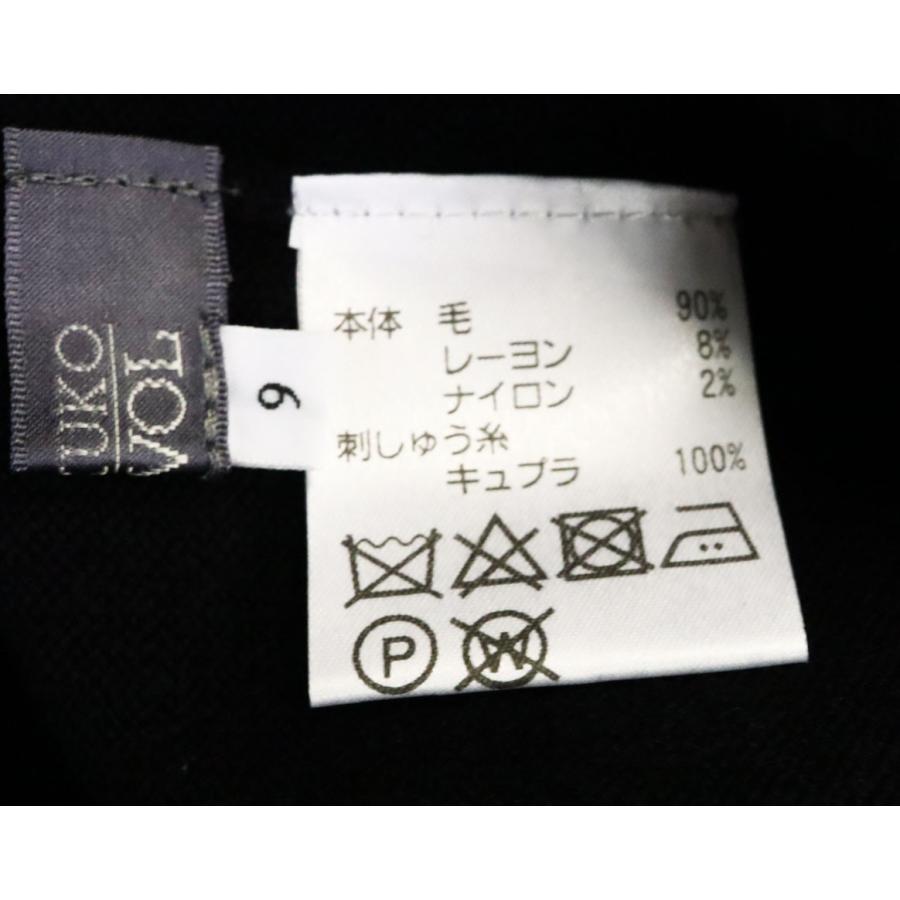 TUKO
VOL
9
本体 毛 90%
レーヨン 8%
ナイロン 2%
刺しゅう糸
キュプラ 100%
P
W